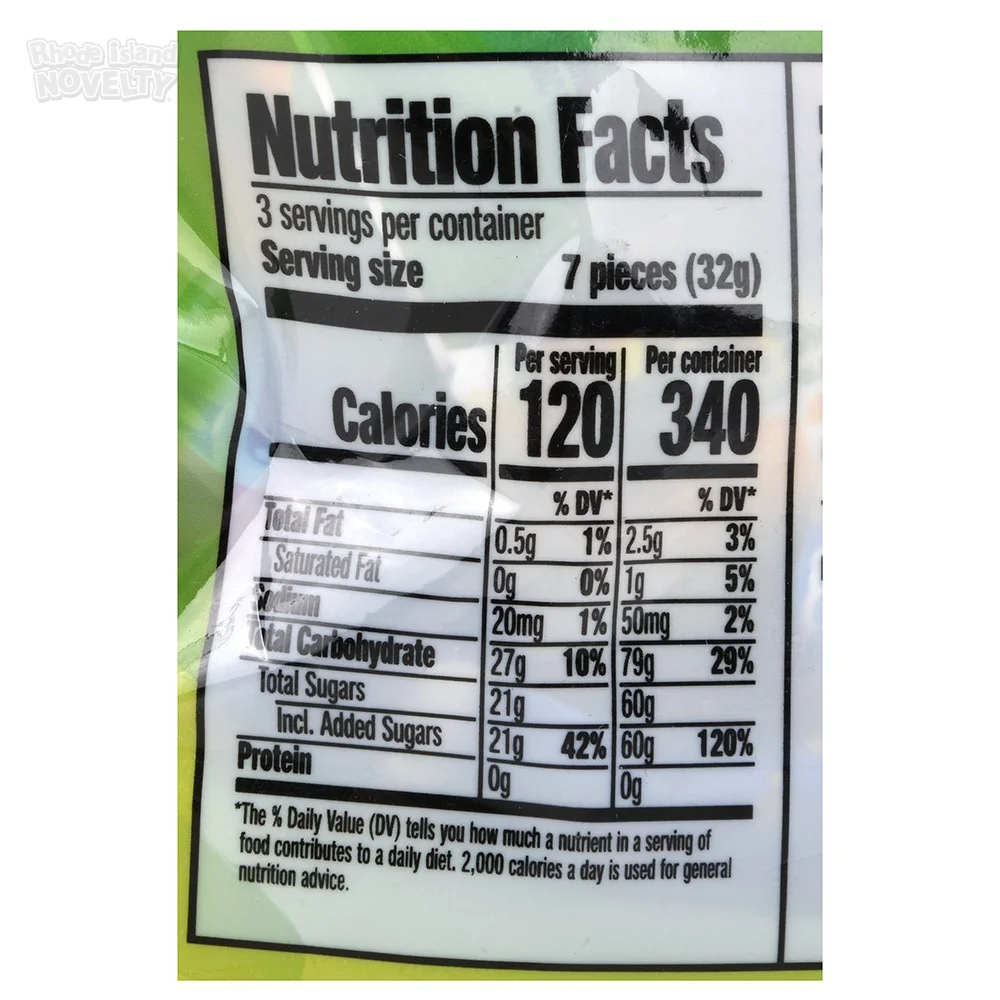 Rhode Island
NOVELTY
Nutrition Facts
3 servings per container
Serving size 7 pieces (32g)
Per serving Per container
Calories 120 340
% DV* % DV*
Total Fat 0.5g 1% 2.5g 3%
Saturated Fat 0g 0% 1g 5%
Sodium 20mg 1% 50mg 2%
Total Carbohydrate 27g 10% 79g 29%
Total Sugars 21g 60g
Incl. Added Sugars 21g 42% 60g 120%
Protein 0g 0g
*The % Daily Value (DV) tells you how much a nutrient in a serving of
food contributes to a daily diet. 2,000 calories a day is used for general
nutrition advice.